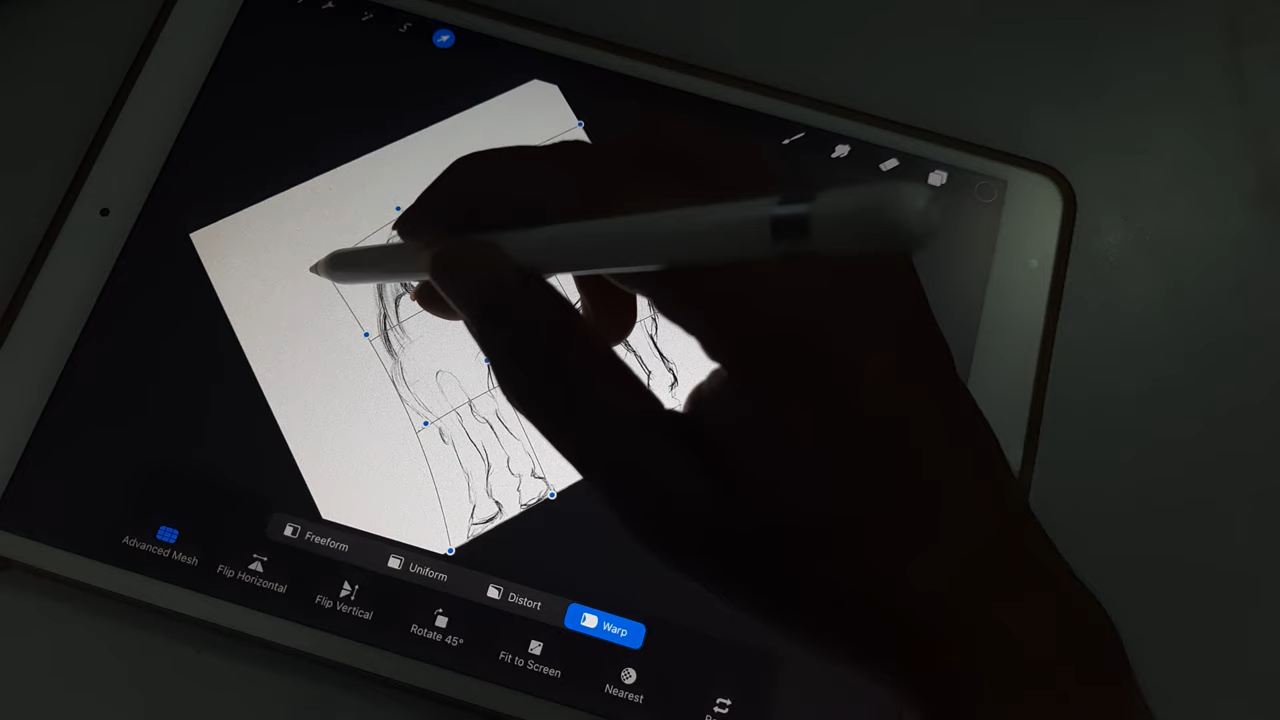 Freeform
Uniform
Distort
Warp
Advanced Mesh
Flip Horizontal
Flip Vertical
Rotate 45°
Fit to Screen
Nearest